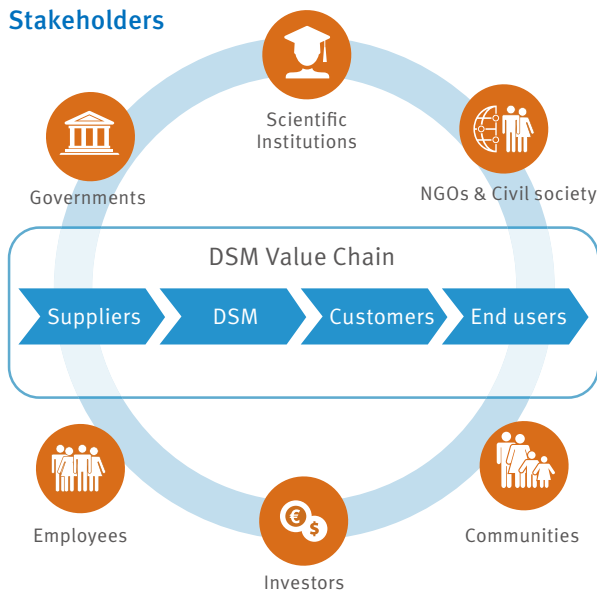 Stakeholders
Scientific
Institutions
Governments
NGOs & Civil society
DSM Value Chain
Suppliers
DSM
Customers
End users
Employees
€
$
Communities
Investors